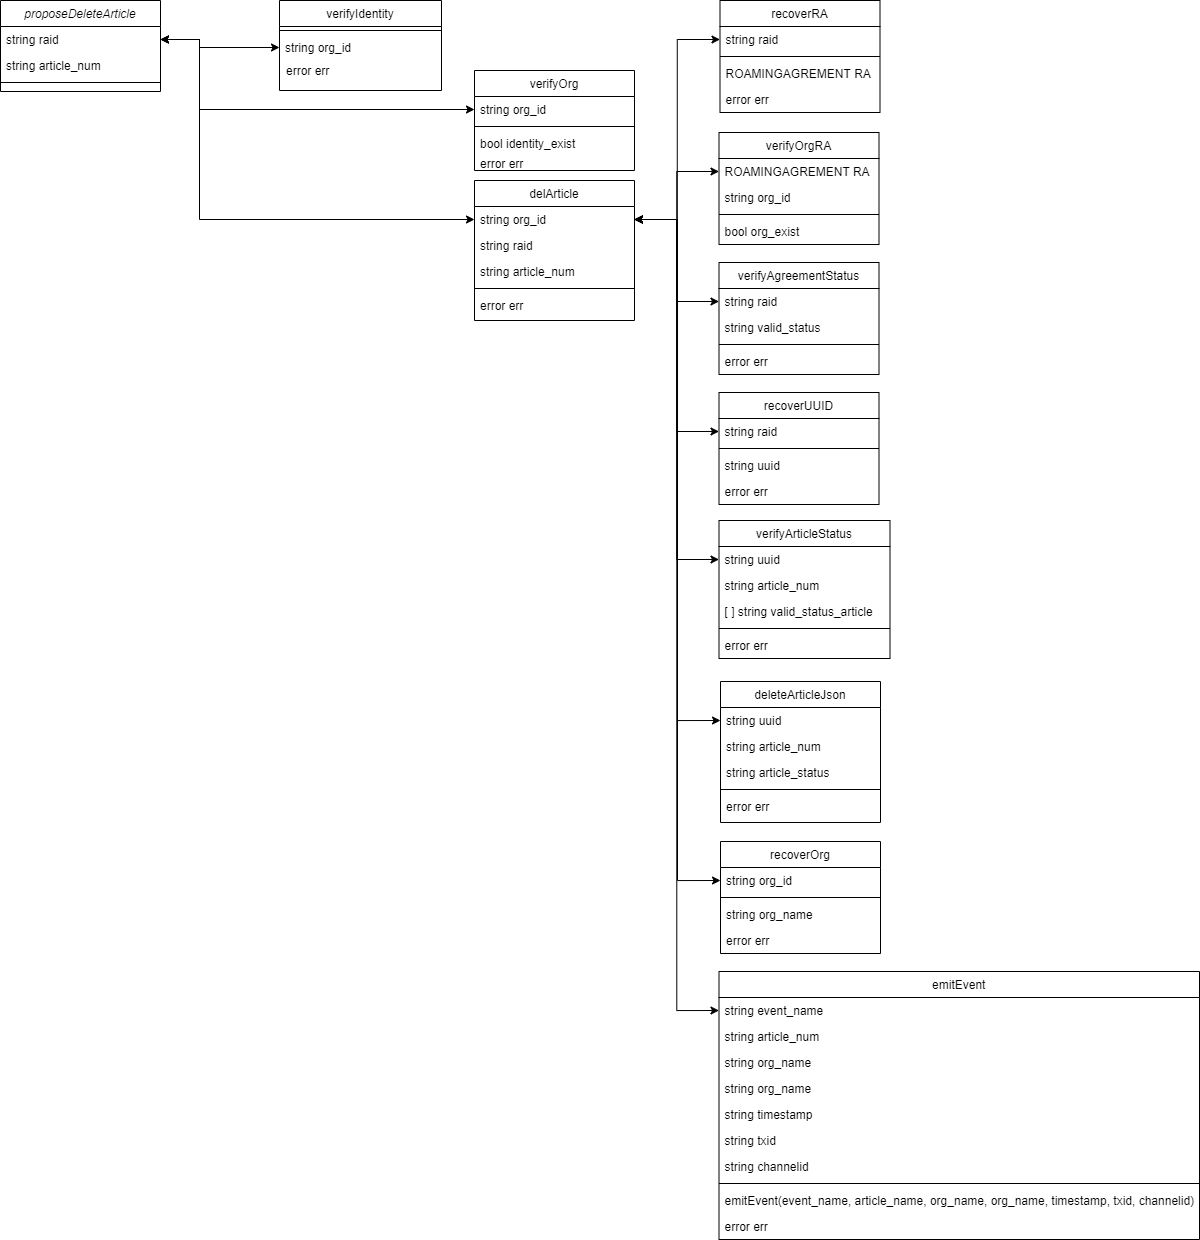 proposeDeleteArticle
string raid
string article_num
verifyIdentity
string org_id
error err
verifyOrg
string org_id
bool identity_exist
error err
delArticle
string org_id
string raid
string article_num
error err
recoverRA
string raid
ROAMINGAGREMENT RA
error err
verifyOrgRA
ROAMINGAGREMENT RA
string org_id
bool org_exist
verifyAgreementStatus
string raid
string valid_status
error err
recoverUUID
string raid
string uuid
error err
verifyArticleStatus
string uuid
string article_num
[ ] string valid_status_article
error err
deleteArticleJson
string uuid
string article_num
string article_status
error err
recoverOrg
string org_id
string org_name
error err
emitEvent
string event_name
string article_num
string org_name
string org_name
string timestamp
string txid
string channelid
emitEvent(event_name, article_name, org_name, org_name, timestamp, txid, channelid)
error err